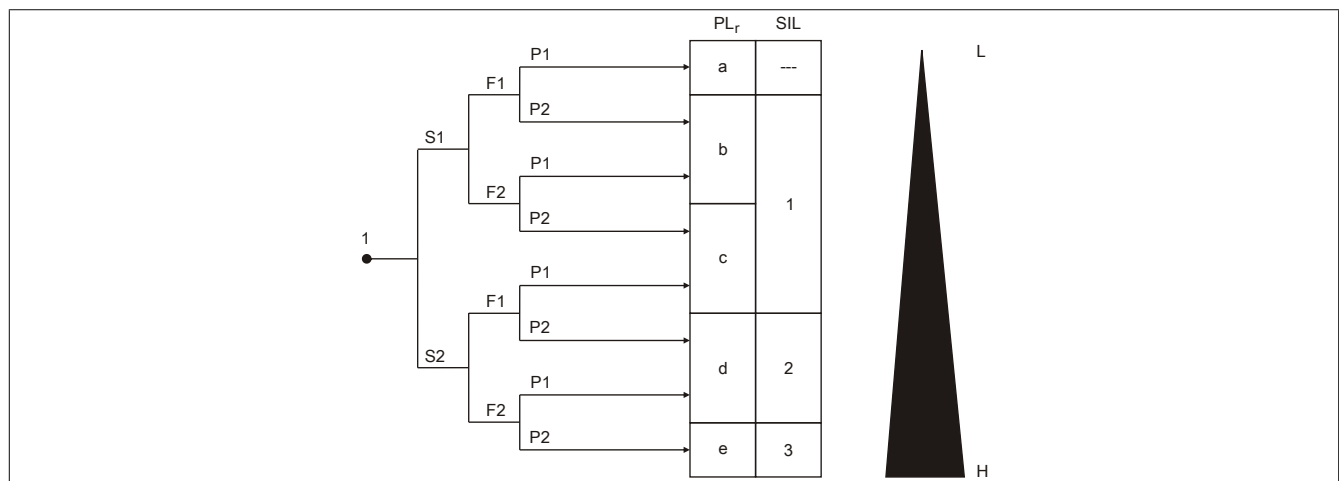 PLr SIL
P1 a --- L
F1
P2
S1 b
P1
F2 1
P2
1 c
P1
F1
P2
S2 d 2
P1
F2
P2 e 3
H